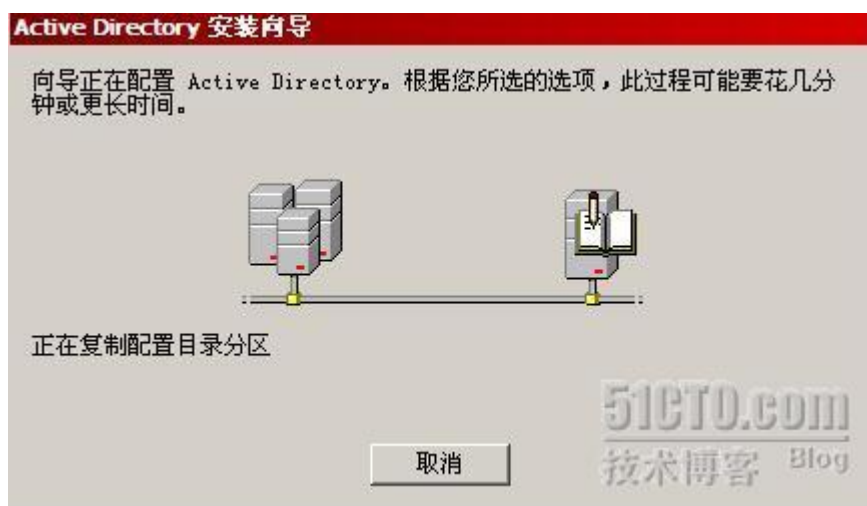 Active Directory 安装向导
向导正在配置 Active Directory。根据您所选的选项，此过程可能要花几分
钟或更长时间。
正在复制配置目录分区
51CTO.com
取消
技术博客 Blog